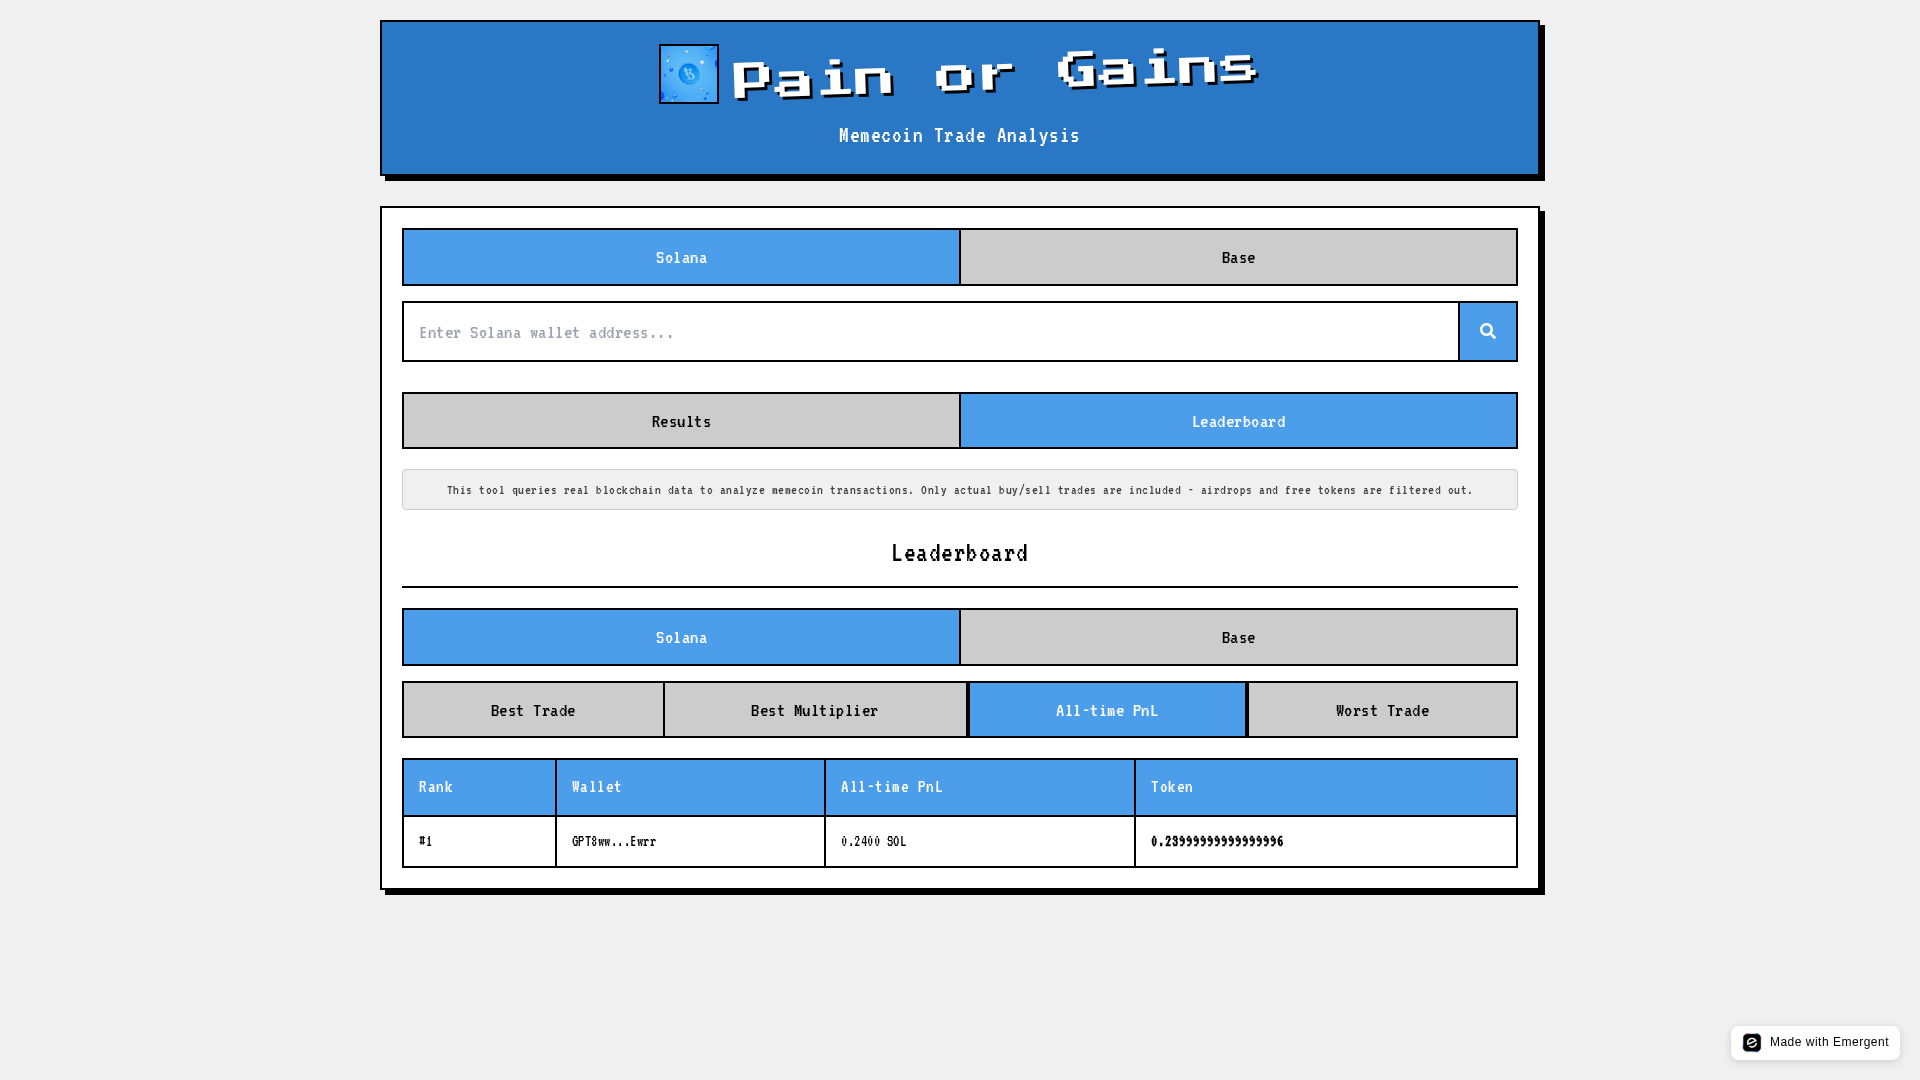 Pain or Gains
Memecoin Trade Analysis
Solana Base
Enter Solana wallet address...
Results Leaderboard
This tool queries real blockchain data to analyze memecoin transactions. Only actual buy/sell trades are included - airdrops and free tokens are filtered out.
Leaderboard
Solana Base
Best Trade Best Multiplier All-time PnL Worst Trade
Rank Wallet All-time PnL Token
#1 GPT8ww...Ewrr 0.2400 SOL 0.23999999999999996
Made with Emergent